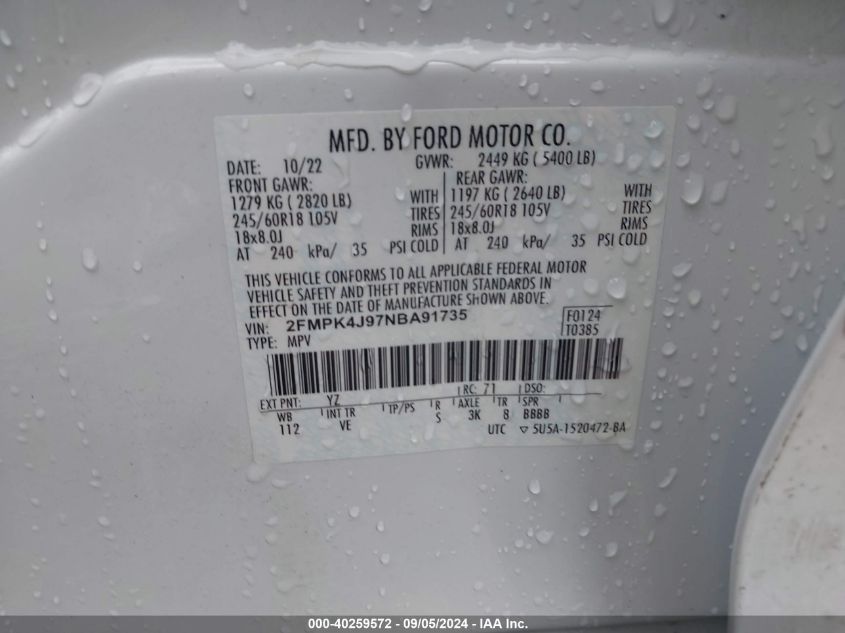 MFD. BY FORD MOTOR CO.
DATE: 10/22 GVWR: 2449 KG ( 5400 LB)
FRONT GAWR: REAR GAWR:
1279 KG ( 2820 LB) WITH 1197 KG ( 2640 LB) WITH
245/60R18 105V TIRES 245/60R18 105V TIRES
18x8.0J RIMS 18x8.0J RIMS
AT 240 kPa/ 35 PSI COLD AT 240 kPa/ 35 PSI COLD
THIS VEHICLE CONFORMS TO ALL APPLICABLE FEDERAL MOTOR
VEHICLE SAFETY AND THEFT PREVENTION STANDARDS IN
EFFECT ON THE DATE OF MANUFACTURE SHOWN ABOVE.
VIN: 2FMPK4J97NBA91735 F0124
TYPE: MPV T0385
RC: 71 DSO:
EXT PNT: YZ
WB INT TR TP/PS R AXLE TR SPR
112 VE S 3K 8 BBBB
UTC ▽ 5U5A-1520472-BA
000-40259572 - 09/05/2024 - IAA Inc.